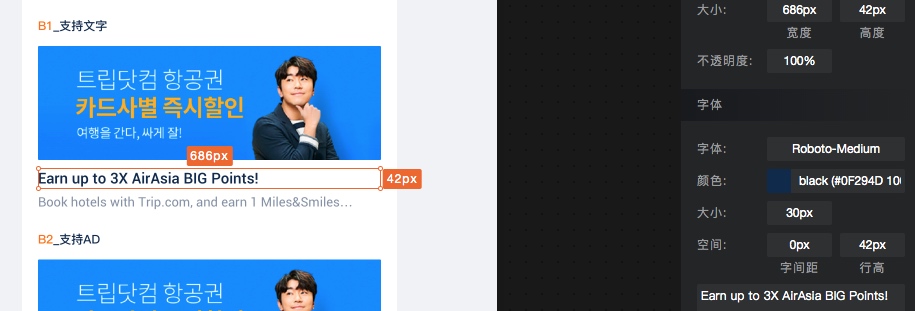 B1_支持文字
트립닷컴 항공권
카드사별 즉시할인
여행을 간다, 싸게 잘!
686px
Earn up to 3X AirAsia BIG Points!
42px
Book hotels with Trip.com, and earn 1 Miles&Smiles...
B2_支持AD
트립닷컴 항공권
大小: 686px 42px
宽度 高度
不透明度: 100%
字体
字体: Roboto-Medium
颜色: black (#0F294D 10
大小: 30px
空间: 0px 42px
字间距 行高
Earn up to 3X AirAsia BIG Points!